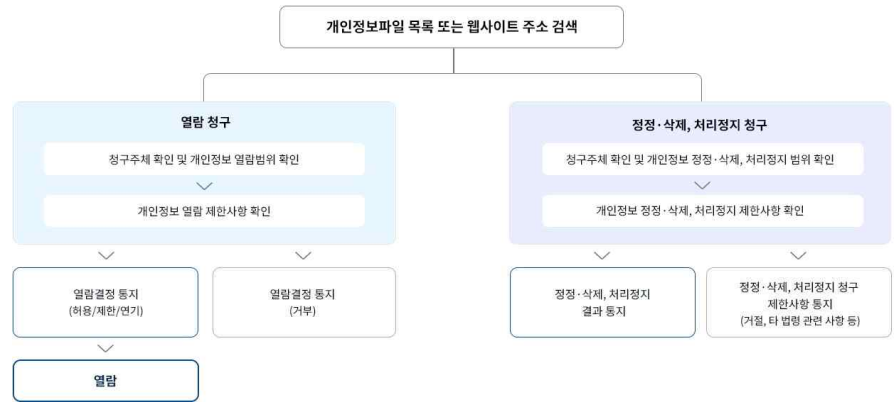 개인정보파일 목록 또는 웹사이트 주소 검색
열람 청구
청구주체 확인 및 개인정보 열람범위 확인
개인정보 열람 제한사항 확인
열람결정 통지
(허용/제한/연기)
열람결정 통지
(거부)
열람
정정·삭제, 처리정지 청구
청구주체 확인 및 개인정보 정정·삭제, 처리정지 범위 확인
개인정보 정정·삭제, 처리정지 제한사항 확인
정정·삭제, 처리정지
결과 통지
정정·삭제, 처리정지 청구
제한사항 통지
(거절, 타 법령 관련 사항 등)